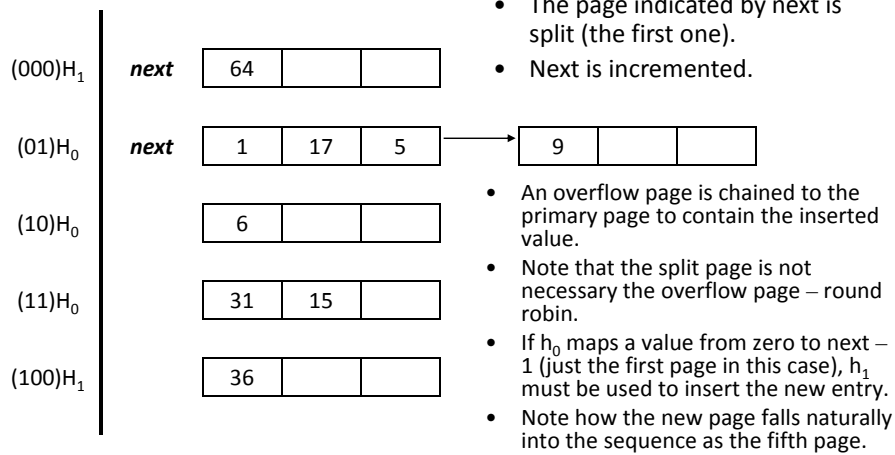 • The page indicated by next is
split (the first one).
• Next is incremented.
(000)H₁ next 64
(01)H₀ next 1 17 5 9
(10)H₀ 6
(11)H₀ 31 15
(100)H₁ 36
• An overflow page is chained to the
primary page to contain the inserted
value.
• Note that the split page is not
necessary the overflow page – round
robin.
• If h₀ maps a value from zero to next –
1 (just the first page in this case), h₁
must be used to insert the new entry.
• Note how the new page falls naturally
into the sequence as the fifth page.